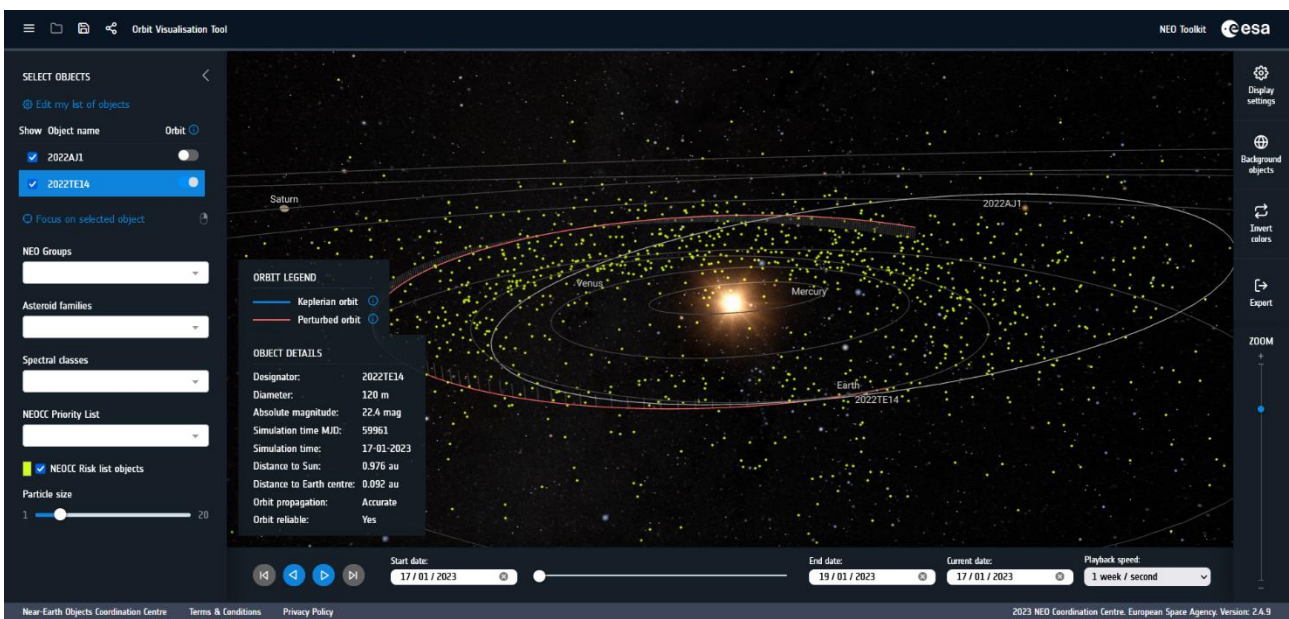 Orbit Visualisation Tool
NEO Toolkit
esa
SELECT OBJECTS
Edit my list of objects
Show Object name Orbit
2022AJ1
2022TE14
Focus on selected object
NEO Groups
Asteroid families
Spectral classes
NEOCC Priority List
NEOCC Risk list objects
Particle size
1 20
Saturn
2022AJ1
Venus
Mercury
Earth
2022TE14
ORBIT LEGEND
Keplerian orbit
Perturbed orbit
OBJECT DETAILS
Designator: 2022TE14
Diameter: 120 m
Absolute magnitude: 22.4 mag
Simulation time MJD: 59961
Simulation time: 17-01-2023
Distance to Sun: 0.976 au
Distance to Earth centre: 0.092 au
Orbit propagation: Accurate
Orbit reliable: Yes
Display
settings
Background
objects
Invert
colors
Export
ZOOM
+
−
Start date:
17 / 01 / 2023
End date:
19 / 01 / 2023
Current date:
17 / 01 / 2023
Playback speed:
1 week / second
Near-Earth Objects Coordination Centre Terms & Conditions Privacy Policy
2023 NEO Coordination Centre. European Space Agency. Version: 2.4.9